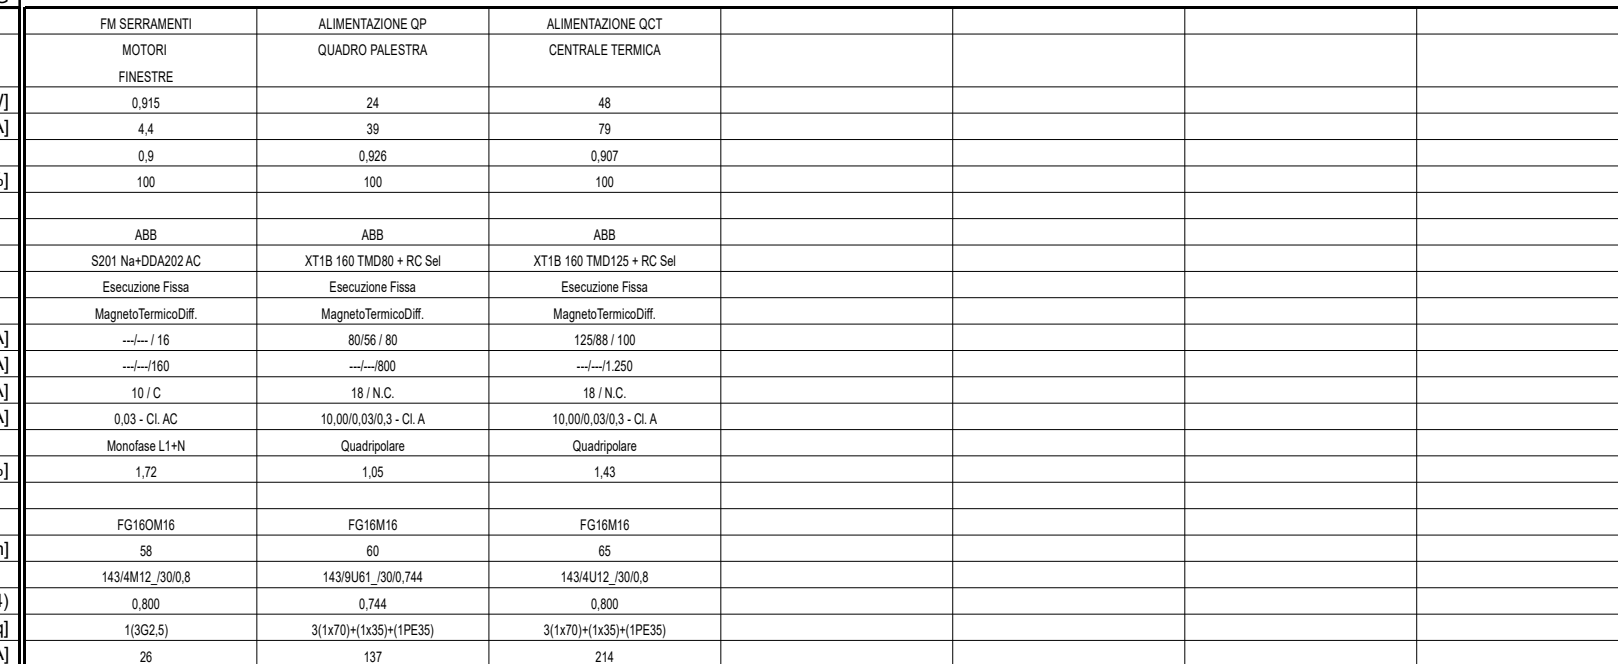 FM SERRAMENTI ALIMENTAZIONE QP ALIMENTAZIONE QCT
MOTORI QUADRO PALESTRA CENTRALE TERMICA
FINESTRE
0,915 24 48
A] 4,4 39 79
0,9 0,926 0,907
100 100 100
ABB ABB ABB
S201 Na+DDA202 AC XT1B 160 TMD80 + RC Sel XT1B 160 TMD125 + RC Sel
Esecuzione Fissa Esecuzione Fissa Esecuzione Fissa
MagnetoTermicoDiff. MagnetoTermicoDiff. MagnetoTermicoDiff.
A] ---/--- / 16 80/56 / 80 125/88 / 100
A] ---/---/160 ---/---/800 ---/---/1.250
A] 10 / C 18 / N.C. 18 / N.C.
A] 0,03 - Cl. AC 10,00/0,03/0,3 - Cl. A 10,00/0,03/0,3 - Cl. A
Monofase L1+N Quadripolare Quadripolare
1,72 1,05 1,43
FG16OM16 FG16M16 FG16M16
58 60 65
143/4M12_/30/0,8 143/9U61_/30/0,744 143/4U12_/30/0,8
0,800 0,744 0,800
1(3G2,5) 3(1x70)+(1x35)+(1PE35) 3(1x70)+(1x35)+(1PE35)
A] 26 137 214